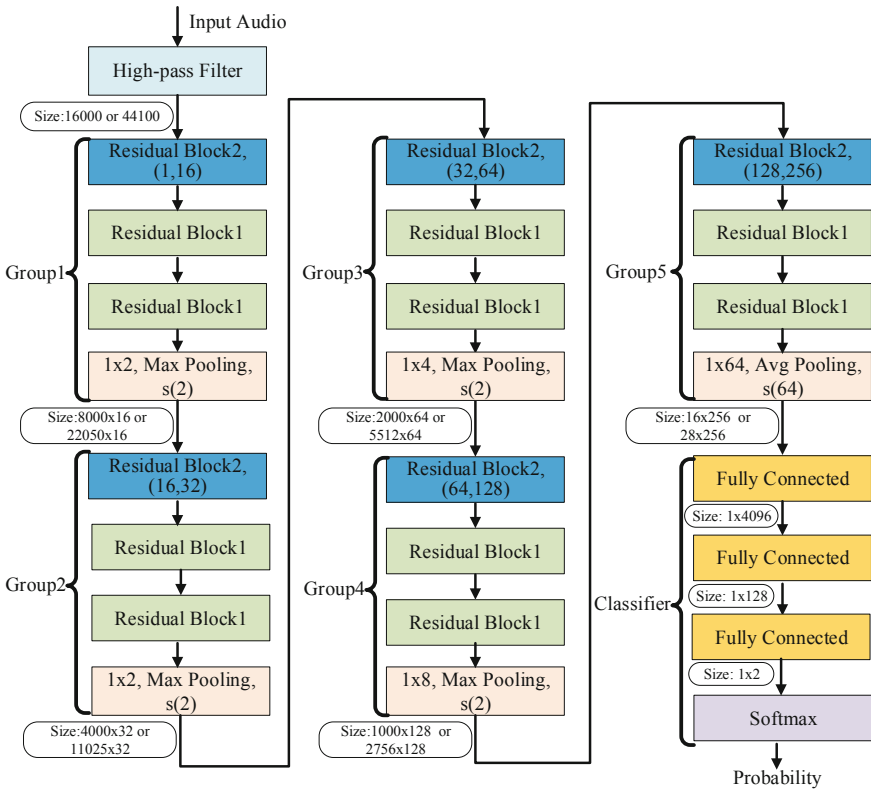 Input Audio
High-pass Filter
Size:16000 or 44100
Residual Block2,
(1,16)
Residual Block1
Residual Block1
1x2, Max Pooling,
s(2)
Group1
Size:8000x16 or
22050x16
Residual Block2,
(16,32)
Residual Block1
Residual Block1
1x2, Max Pooling,
s(2)
Group2
Size:4000x32 or
11025x32
Residual Block2,
(32,64)
Residual Block1
Residual Block1
1x4, Max Pooling,
s(2)
Group3
Size:2000x64 or
5512x64
Residual Block2,
(64,128)
Residual Block1
Residual Block1
1x8, Max Pooling,
s(2)
Group4
Size:1000x128 or
2756x128
Residual Block2,
(128,256)
Residual Block1
Residual Block1
1x64, Avg Pooling,
s(64)
Group5
Size:16x256 or
28x256
Fully Connected
Size: 1x4096
Fully Connected
Size: 1x128
Fully Connected
Size: 1x2
Softmax
Classifier
Probability